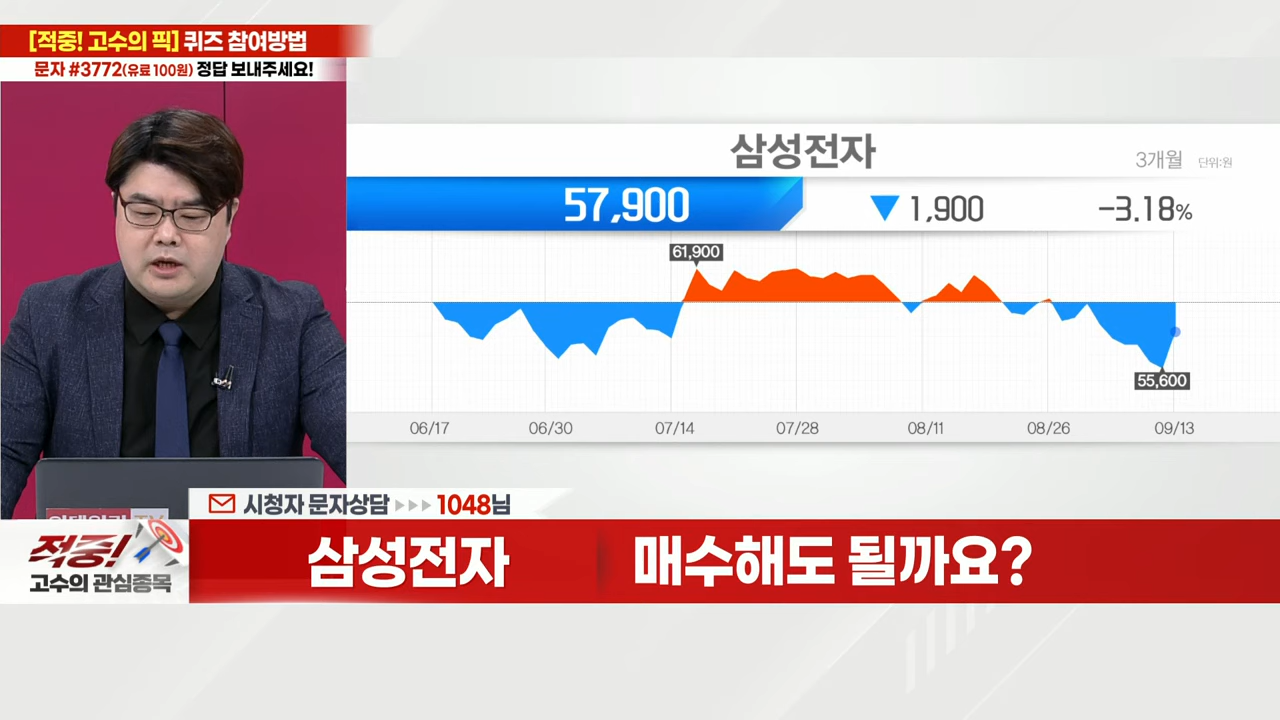 [적중! 고수의 픽] 퀴즈 참여방법
문자 #3772(유료 100원) 정답 보내주세요!
삼성전자
3개월 단위:원
57,900 ▼ 1,900 -3.18%
61,900
55,600
06/17 06/30 07/14 07/28 08/11 08/26 09/13
시청자 문자상담 ▶▶▶ 1048님
적중!
고수의 관심종목
삼성전자 매수해도 될까요?